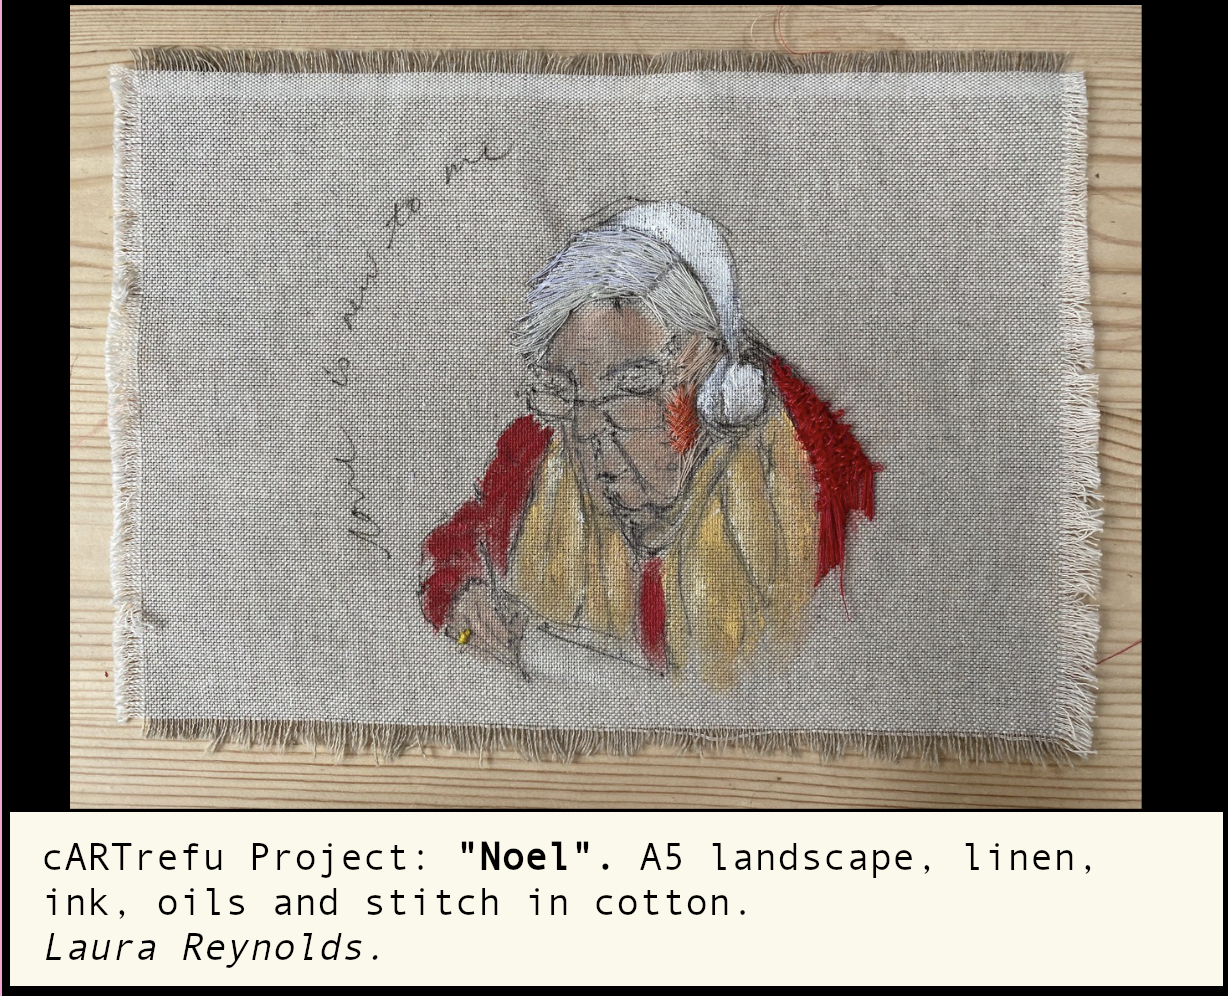 is new to me
cARTrefu Project: "Noel". A5 landscape, linen,
ink, oils and stitch in cotton.
Laura Reynolds.